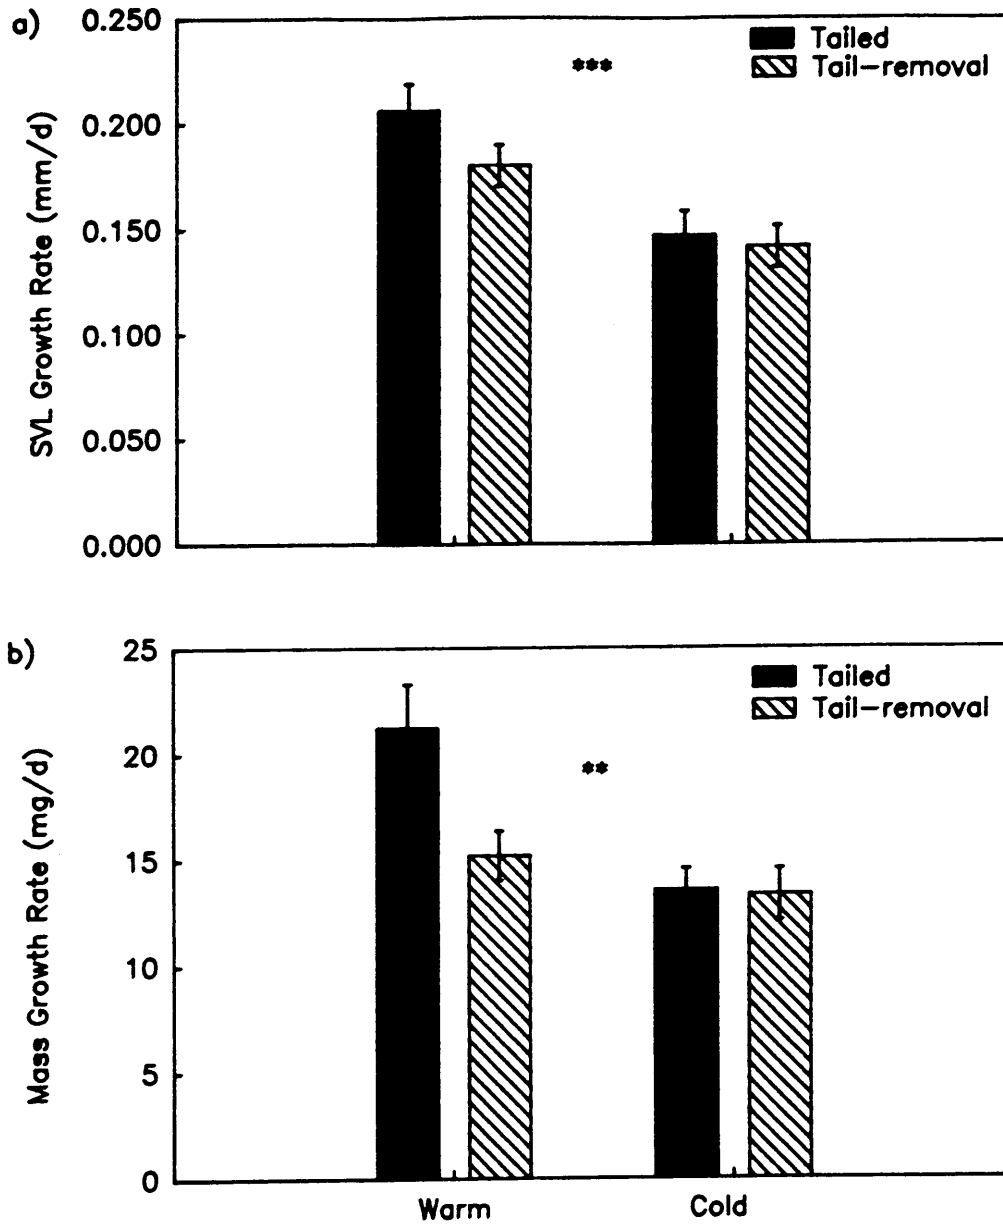 a)
0.250
0.200
0.150
0.100
0.050
0.000
SVL Growth Rate (mm/d)
Tailed
Tail-removal
***
b)
25
20
15
10
5
0
Mass Growth Rate (mg/d)
Tailed
Tail-removal
**
Warm
Cold